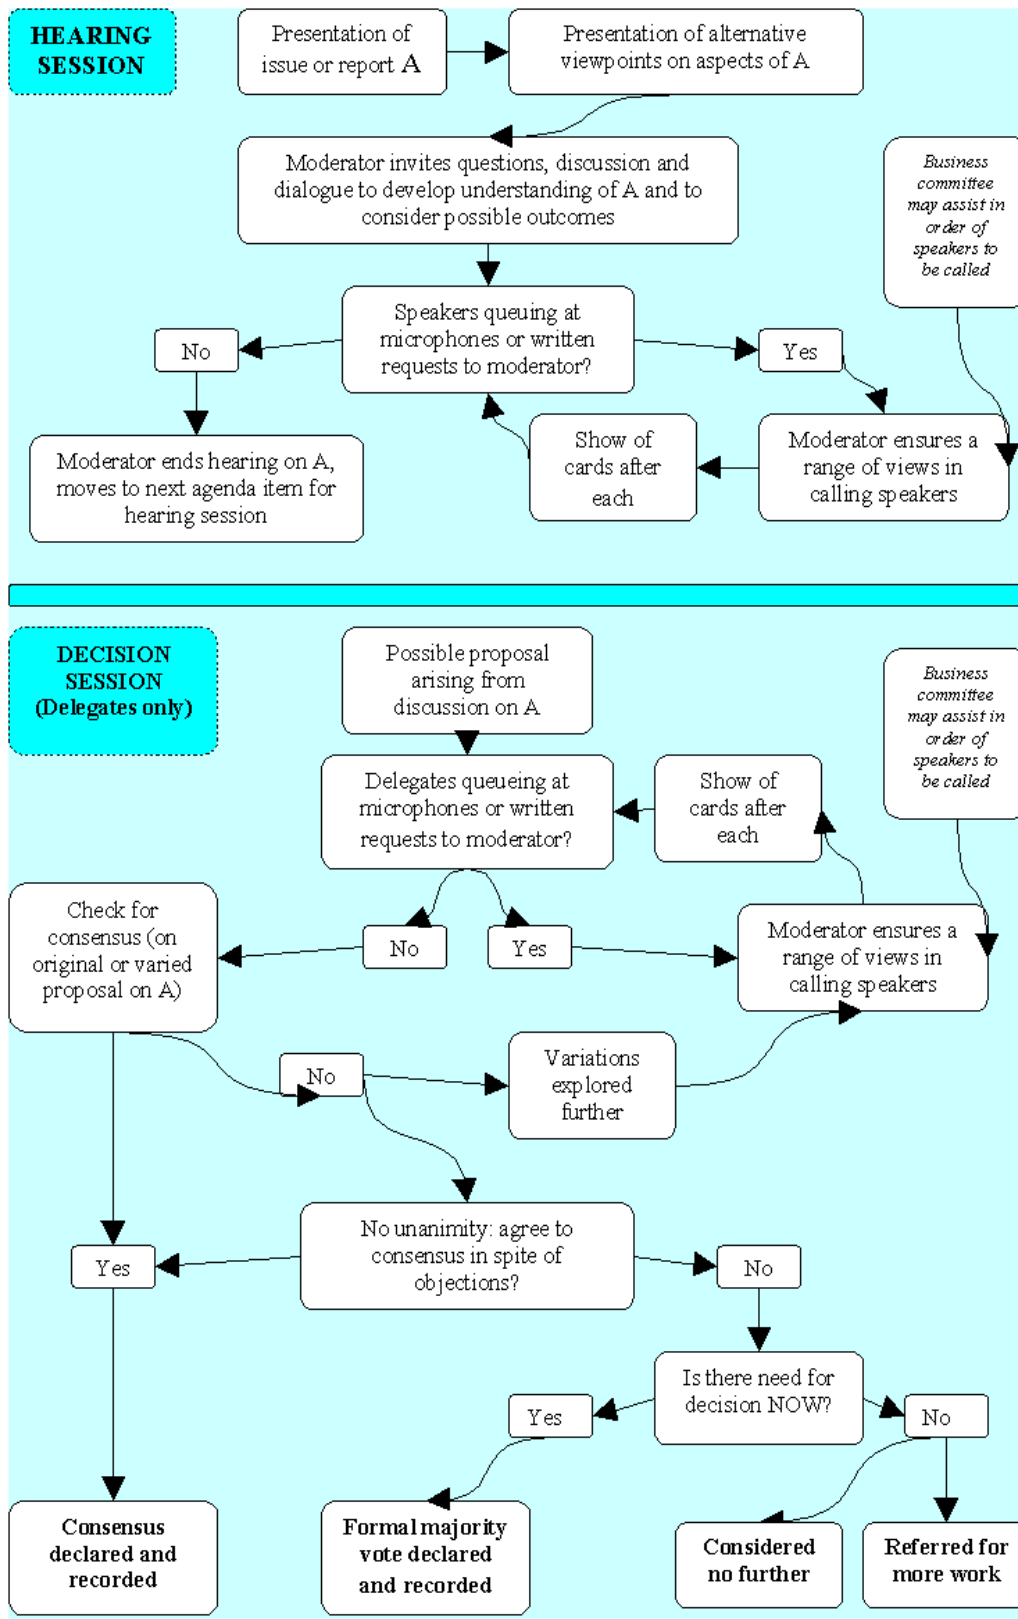 HEARING
SESSION
Presentation of
issue or report A
Presentation of alternative
viewpoints on aspects of A
Moderator invites questions, discussion and
dialogue to develop understanding of A and to
consider possible outcomes
Business
committee
may assist in
order of
speakers to
be called
Speakers queuing at
microphones or written
requests to moderator?
No
Yes
Moderator ends hearing on A,
moves to next agenda item for
hearing session
Show of
cards after
each
Moderator ensures a
range of views in
calling speakers
DECISION
SESSION
(Delegates only)
Possible proposal
arising from
discussion on A
Business
committee
may assist in
order of
speakers to
be called
Delegates queueing at
microphones or written
requests to moderator?
Show of
cards after
each
Check for
consensus (on
original or varied
proposal on A)
No
Yes
Moderator ensures a
range of views in
calling speakers
No
Variations
explored
further
No unanimity: agree to
consensus in spite of
objections?
Yes
No
Is there need for
decision NOW?
Yes
No
Consensus
declared and
recorded
Formal majority
vote declared
and recorded
Considered
no further
Referred for
more work